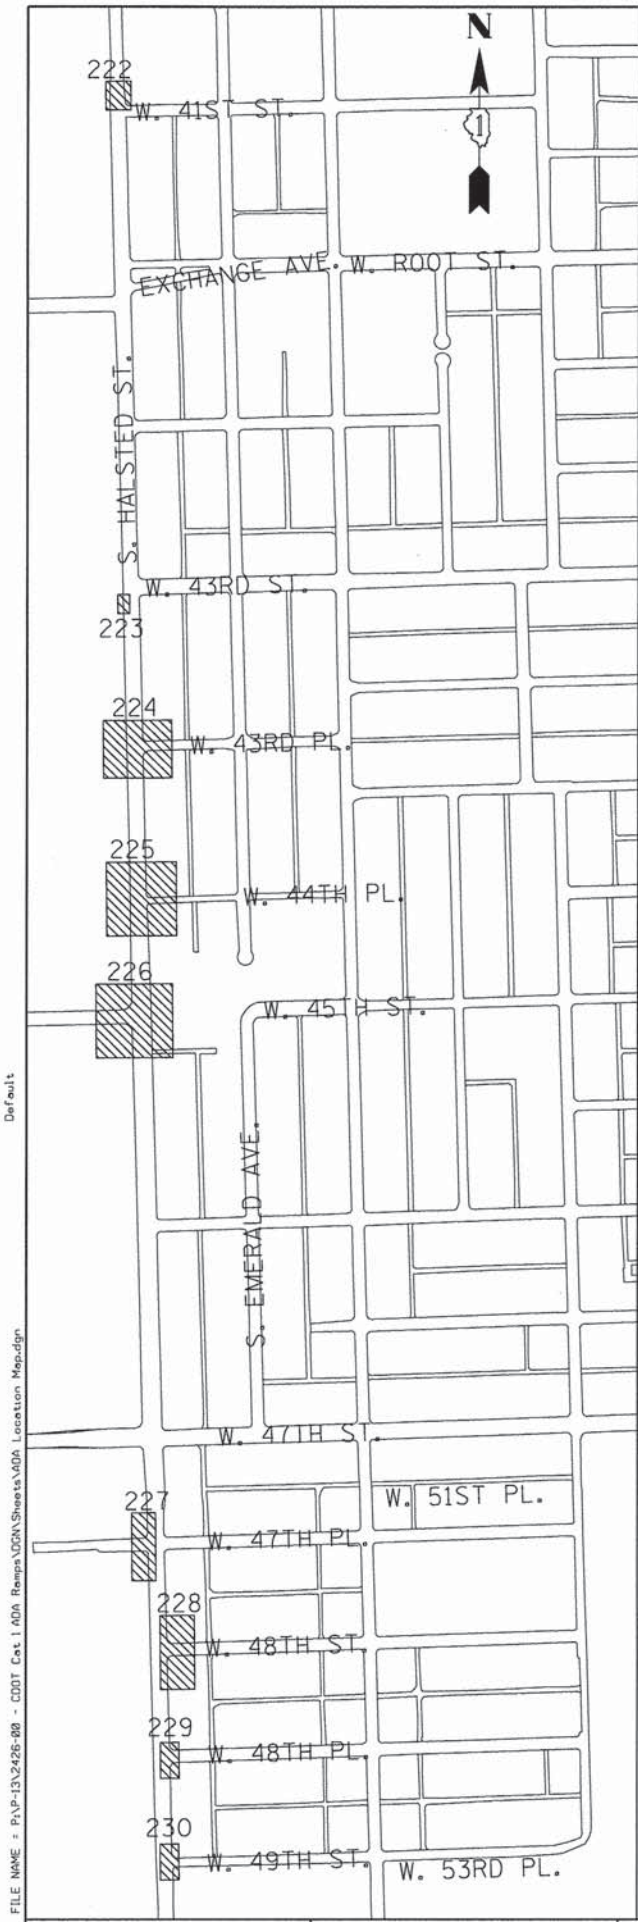 222
N
W. 41ST ST.
1
EXCHANGE AVE.
W. ROOT ST.
S. HALSTED ST.
W. 43RD ST.
223
224
W. 43RD PL.
225
W. 44TH PL.
226
W. 45TH ST.
S. EMERALD AVE.
W. 47TH ST.
W. 51ST PL.
227
W. 47TH PL.
228
W. 48TH ST.
229
W. 48TH PL.
230
W. 49TH ST.
W. 53RD PL.
Default
FILE NAME = P:\P-13\2426-00 - CDOT Cat 1 ADA Ramps\DGN\Sheets\ADA Location Map.dgn